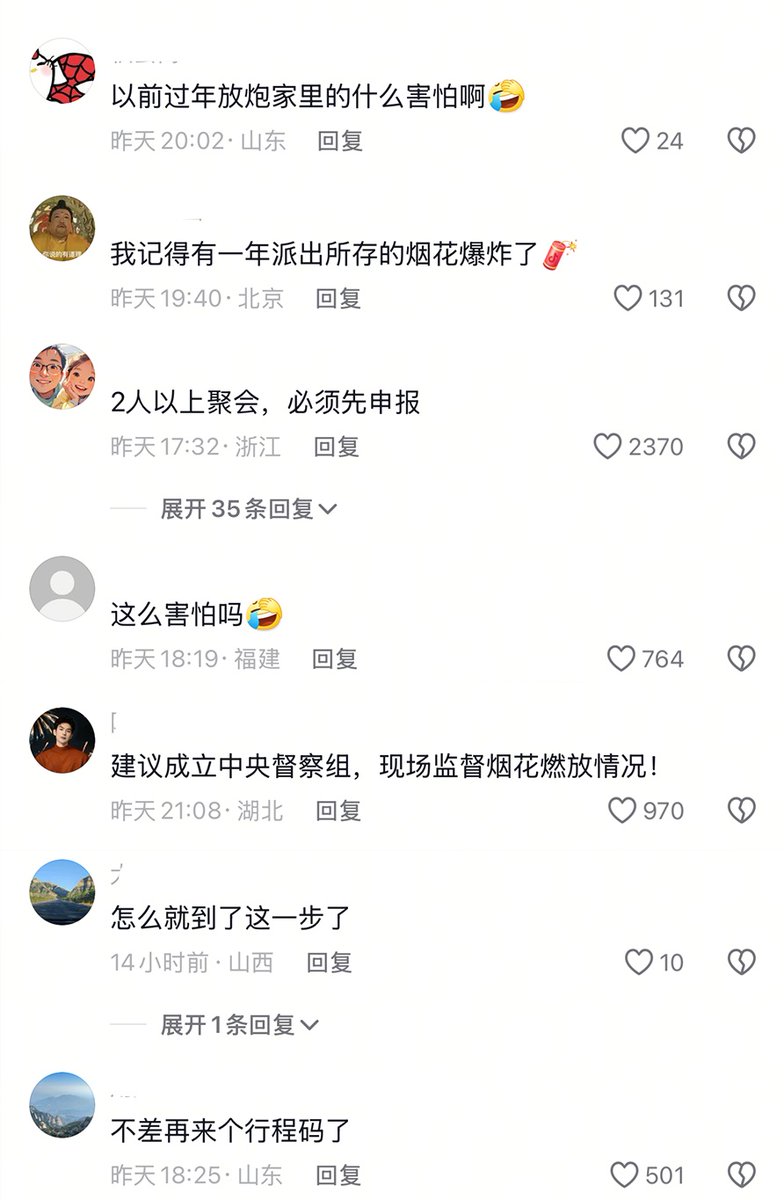 以前过年放炮家里的什么害怕啊🤣
昨天 20:02 · 山东 回复 24
你说的有道理
我记得有一年派出所存的烟花爆炸了🧨
昨天 19:40 · 北京 回复 131
2人以上聚会，必须先申报
昨天 17:32 · 浙江 回复 2370
展开 35 条回复
这么害怕吗🤣
昨天 18:19 · 福建 回复 764
建议成立中央督察组，现场监督烟花燃放情况！
昨天 21:08 · 湖北 回复 970
怎么就到了这一步了
14小时前 · 山西 回复 10
展开 1 条回复
不差再来个行程码了
昨天 18:25 · 山东 回复 501